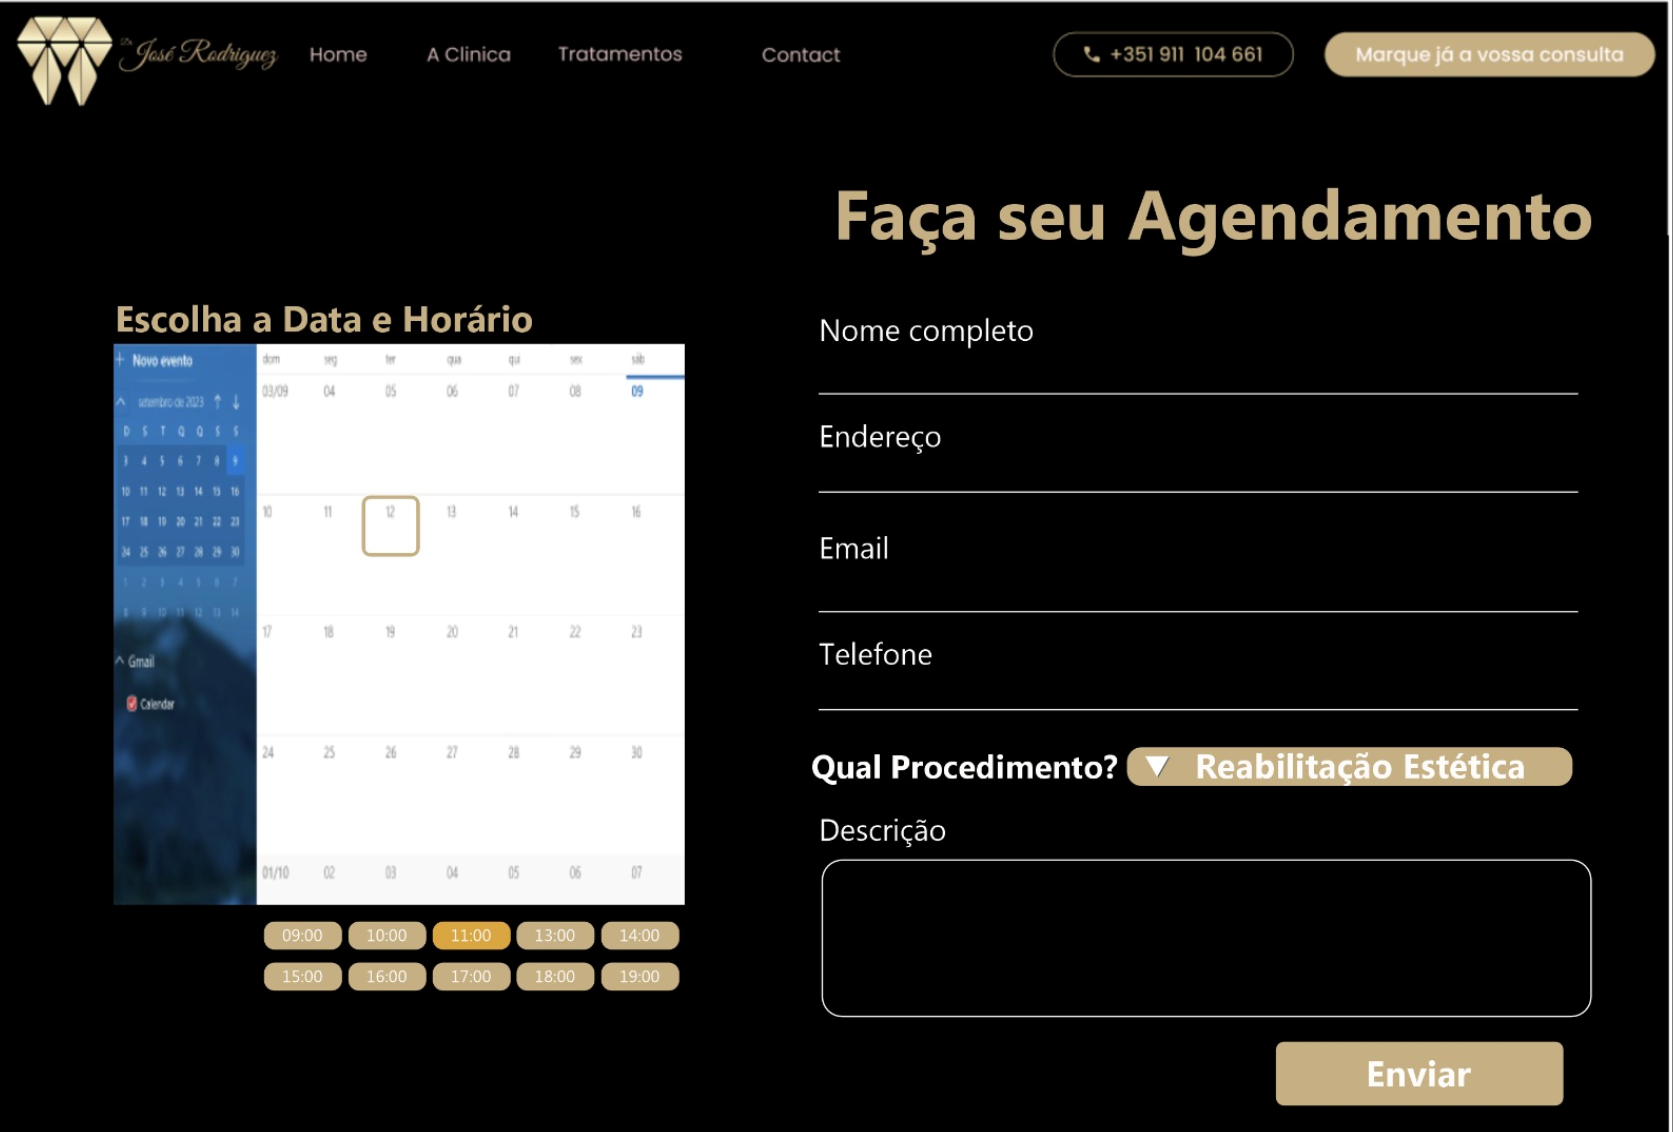 Drº José Rodriguez
Home
A Clinica
Tratamentos
Contact
+351 911 104 661
Marque já a vossa consulta
Faça seu Agendamento
Escolha a Data e Horário
+ Novo evento
setembro de 2023
D S T Q Q S S
3 4 5 6 7 8 9
10 11 12 13 14 15 16
17 18 19 20 21 22 23
24 25 26 27 28 29 30
1 2 3 4 5 6 7
8 9 10 11 12 13 14
Gmail
Calendar
dom seg ter qua qui sex sáb
03/09 04 05 06 07 08 09
10 11 12 13 14 15 16
17 18 19 20 21 22 23
24 25 26 27 28 29 30
01/10 02 03 04 05 06 07
09:00 10:00 11:00 13:00 14:00
15:00 16:00 17:00 18:00 19:00
Nome completo
Endereço
Email
Telefone
Qual Procedimento? ▼ Reabilitação Estética
Descrição
Enviar